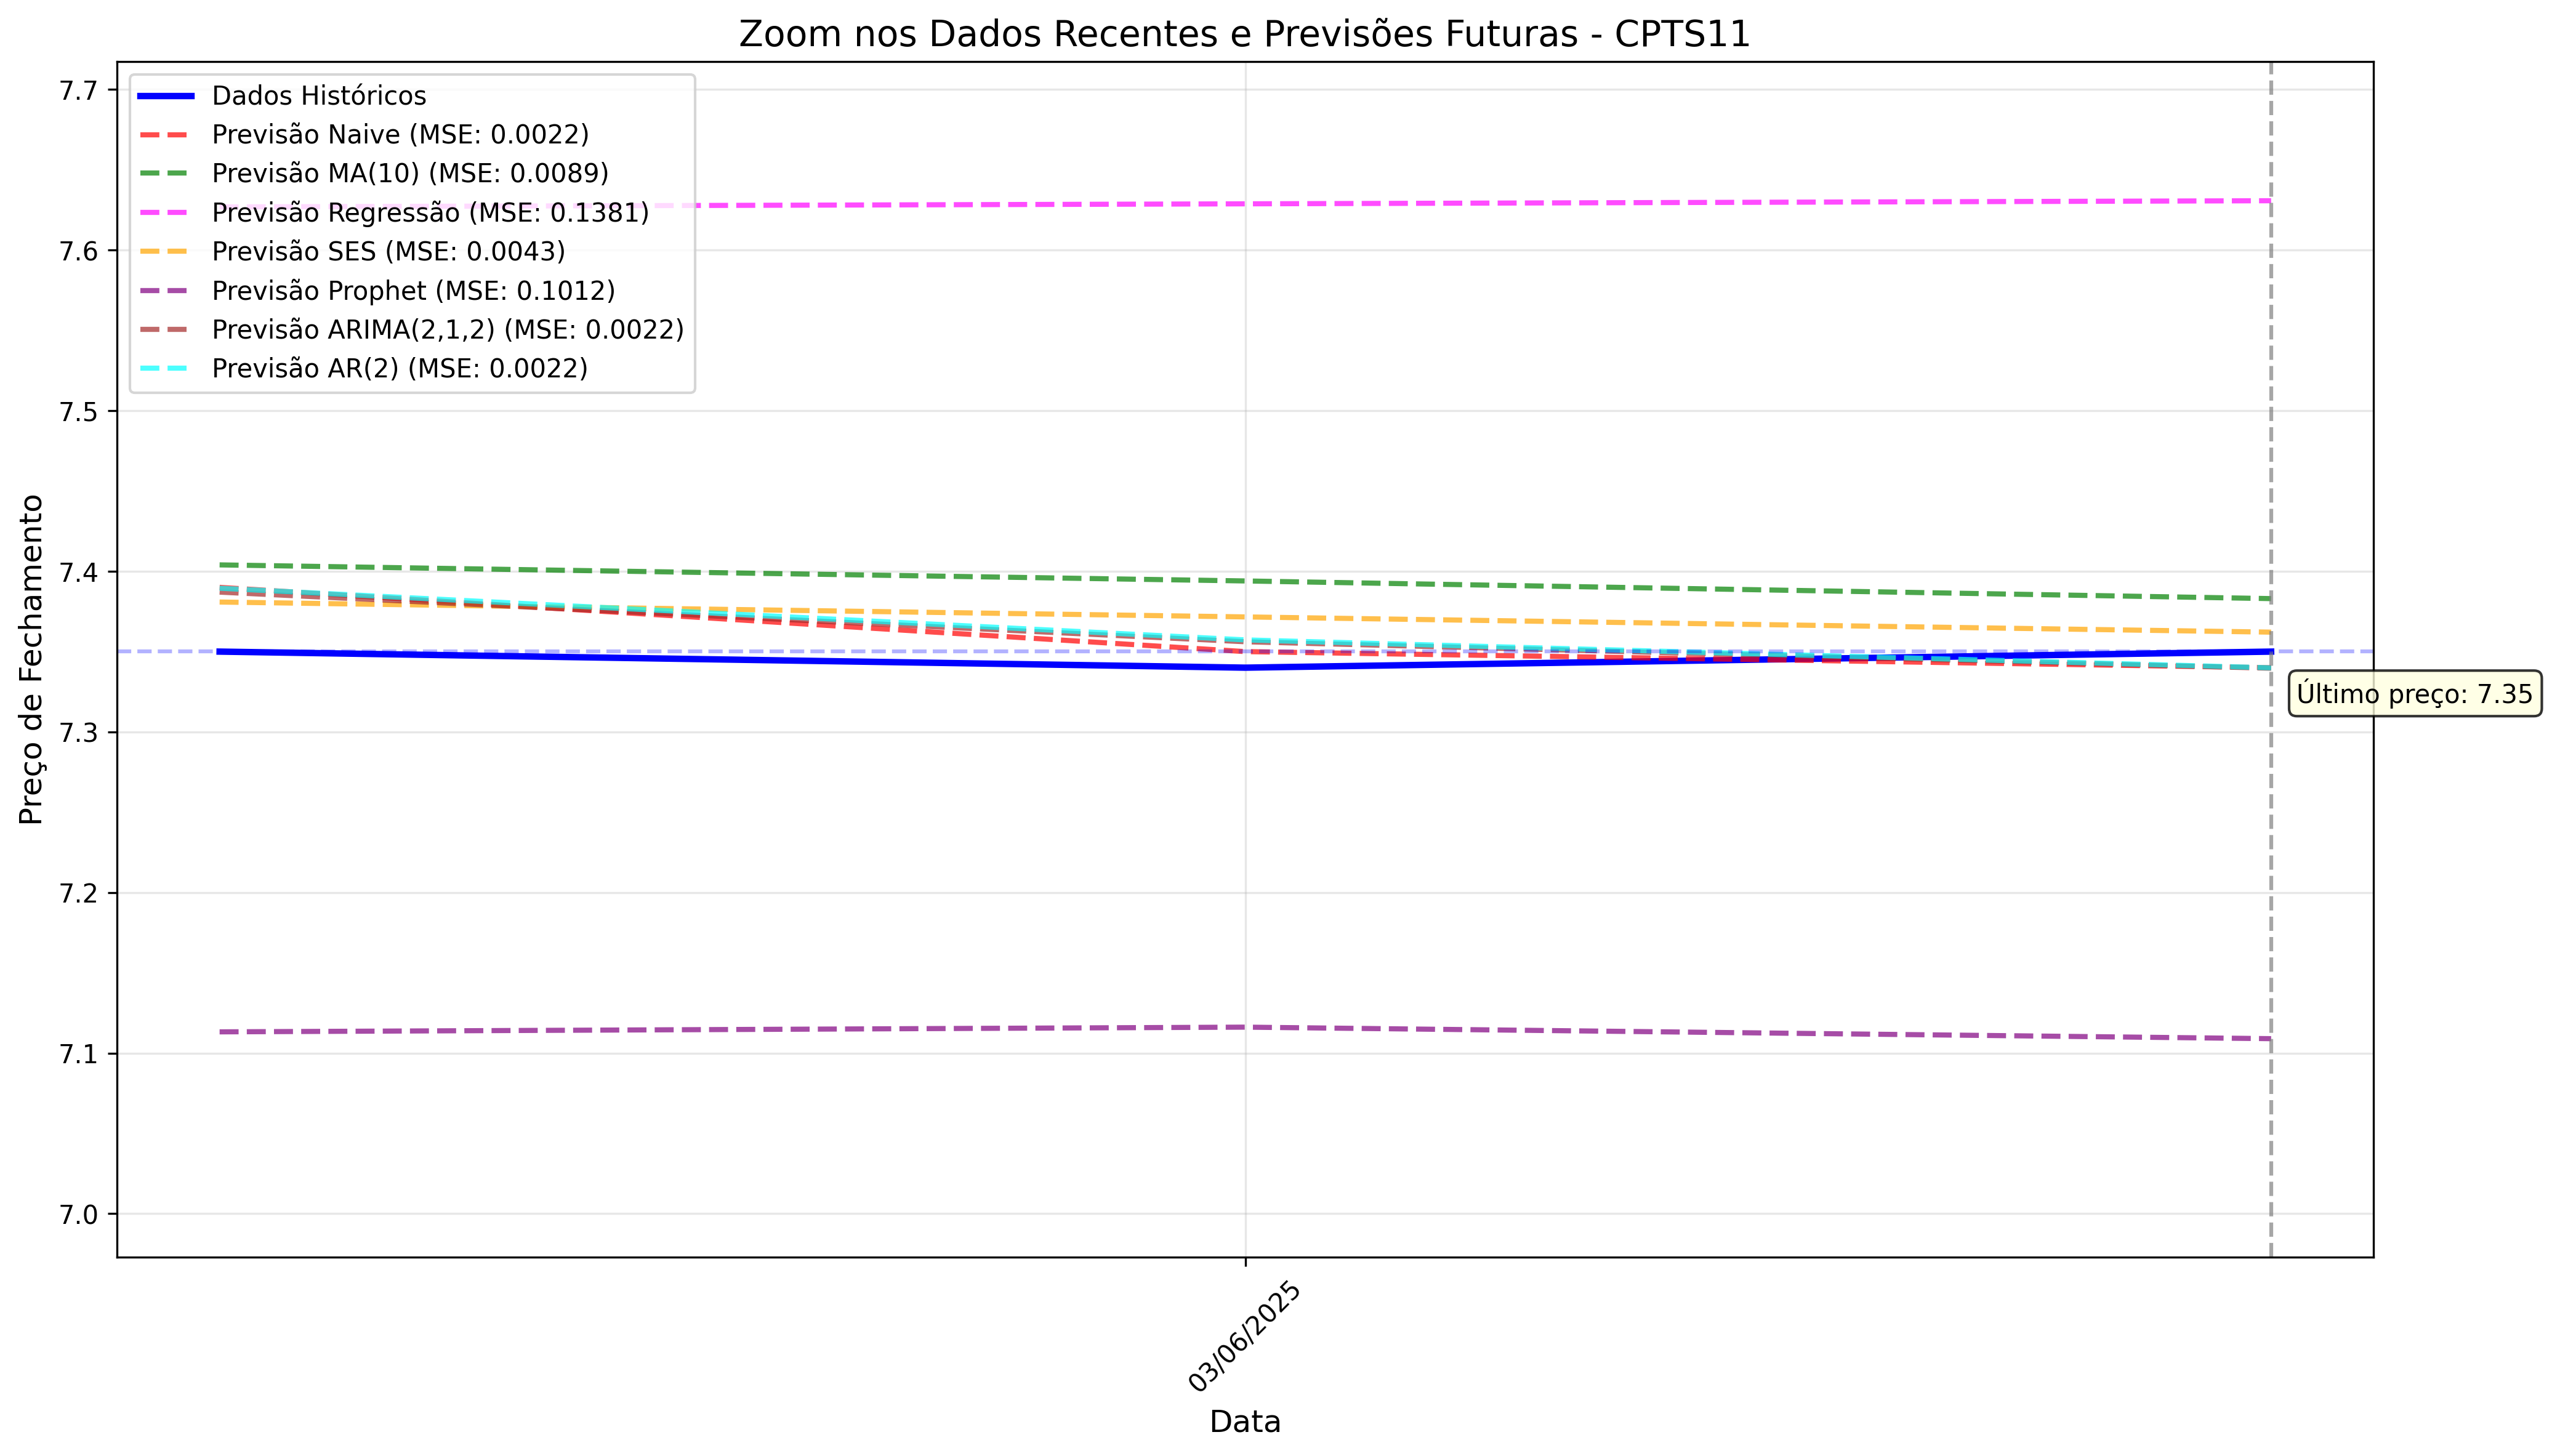 Zoom nos Dados Recentes e Previsões Futuras - CPTS11
7.7
7.6
7.5
7.4
7.3
7.2
7.1
7.0
Preço de Fechamento
Dados Históricos
Previsão Naive (MSE: 0.0022)
Previsão MA(10) (MSE: 0.0089)
Previsão Regressão (MSE: 0.1381)
Previsão SES (MSE: 0.0043)
Previsão Prophet (MSE: 0.1012)
Previsão ARIMA(2,1,2) (MSE: 0.0022)
Previsão AR(2) (MSE: 0.0022)
Último preço: 7.35
03/06/2025
Data